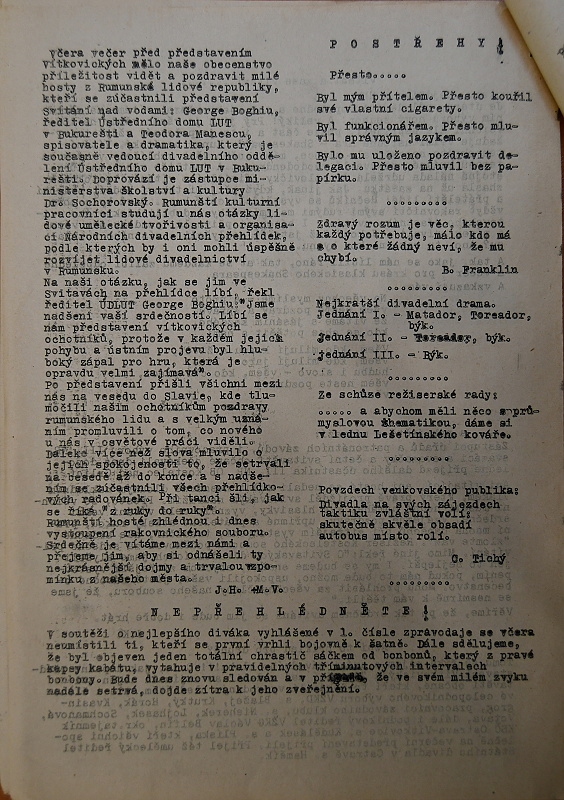 Včera večer před představením
Vítkovických mělo naše obecenstvo
příležitost vidět a pozdravit milé
hosty z Rumunské lidové republiky,
kteří se zúčastnili představení
Svítání nad vodami: George Boghiu,
ředitel Ústředního domu LUT
v Bukurešti a Teodora Manescu,
spisovatele a dramatika, který je
současně vedoucí divadelního oddě-
lení Ústředního domu LUT v Buku-
rešti. Doprovází je zástupce mi-
nisterstva školství a kultury
Dr. Sochorovský. Rumunští kulturní
pracovníci studují u nás otázky li-
dové umělecké tvořivosti a organisa-
ci Národních divadelních přehlídek,
podle kterých by i oni mohli úspěšně
rozvíjet lidové divadelnictví
v Rumunsku.
Na naši otázku, jak se jim ve
Svitavách na přehlídce líbí, řekl
ředitel ÚDLUT George Boghiu:"Jsme
nadšeni vaší srdečností. Líbí se
nám představení vítkovických
ochotníků, protože v každém jejich
pohybu a ústním projevu byl hlu-
boký zápal pro hru, která je
opravdu velmi zajímavá".
Po představení přišli všichni mezi
nás na besedu do Slavie, kde tlu-
močili našim ochotníkům pozdravy
rumunského lidu a s velkým uzná-
ním promluvili o tom, co nového
u nás v osvětové práci viděli.
Daleko více než slova mluvilo o
jejich spokojenosti to, že setrvali
na besedě až do konce a s nadše-
ním se zúčastnili všech přehlídko-
vých radovánek. Při tanci šli, jak
se říká "z ruky do ruky".
Rumunští hosté zhlédnou i dnes
vystoupení rakovnického souboru.
Srdečně je vítáme mezi námi a
přejeme jim, aby si odnášeli ty
nejkrásnější dojmy a trvalou vzpo-
mínku z našeho města.
J.H. +M.V.
POSTŘEHY!
Přesto.....
Byl mým přítelem. Přesto kouřil
své vlastní cigarety.
Byl funkcionářem. Přesto mlu-
vil správným jazykem.
Bylo mu uloženo pozdravit de-
legaci. Přesto mluvil bez pa-
pírku.
..........
Zdravý rozum je věc, kterou
každý potřebuje, málo kdo má
a o které žádný neví, že mu
chybí.
B. Franklin
..........
Nejkratší divadelní drama.
Jednání I. - Matador, Toreador,
býk.
Jednání II. - Toreador, býk.
Jednání III. - Býk.
..........
Ze schůze režiserské rady:
..... a abychom měli něco s prů-
myslovou thematikou, dáme si
v lednu Lešetínského kováře.
..........
Povzdech venkovského publika:
Divadla na svých zájezdech
taktiku zvláštní volí:
skutečně skvěle obsadí
autobus místo rolí.
C. Tichý
..........
NEPŘEHLÉDNĚTE!
V soutěži o nejlepšího diváka vyhlášené v 1. čísle zpravodaje se včera
neumístili ti, kteří se první vrhli bojovně k šatně. Dále sdělujeme,
že byl objeven jeden totální chrastič sáčkem od bonbonů, který z pravé
kapsy kabátu, vytahuje v pravidelných tříminutových intervalech
bonbony. Bude dnes znovu sledován a v případě, že ve svém milém zvyku
nadále setrvá, dojde zítra k jeho zveřejnění.